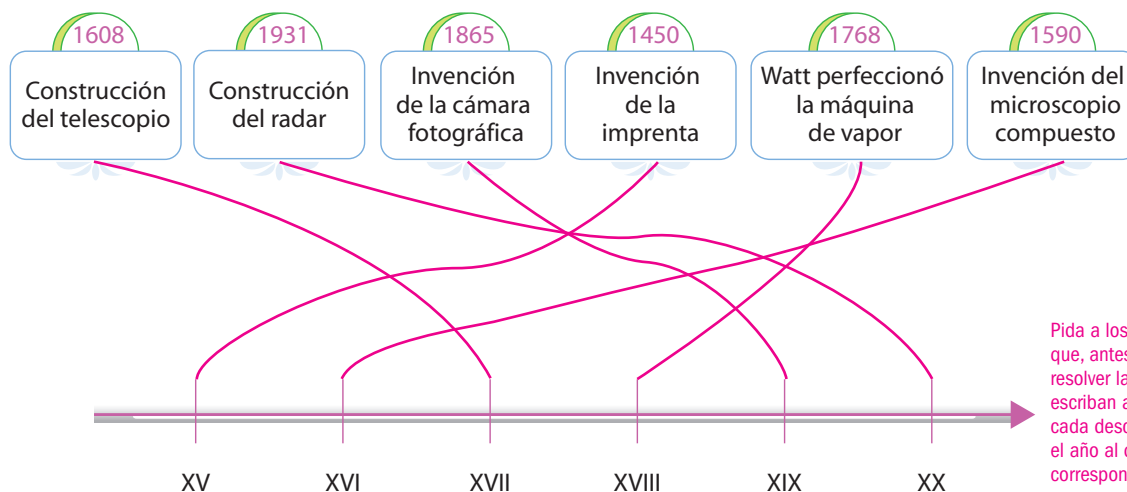 1608
Construcción
del telescopio
1931
Construcción
del radar
1865
Invención
de la cámara
fotográfica
1450
Invención
de la
imprenta
1768
Watt perfeccionó
la máquina
de vapor
1590
Invención del
microscopio
compuesto
Pida a los
que, antes
resolver la
escriban a
cada
el año al
XV
XVI
XVII
XVIII
XIX
XX